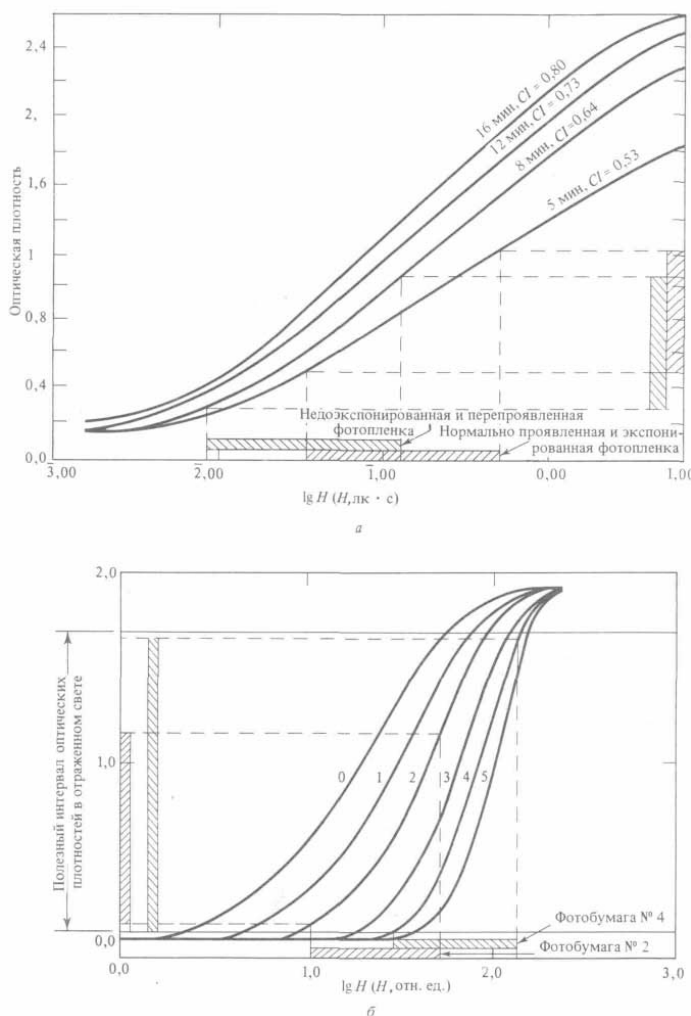 2,4
2,
1,6
1
0,8
0,4
0,0
Оптическая плотность
16 мин, CI = 0,80
12 мин, CI = 0,73
8 мин, CI = 0,64
5 мин, CI = 0,53
Недоэкспонированная и перепроявленная
фотопленка
Нормально проявленная и экспони-
рованная фотопленка
3,00
2,00
1,00
0,00
1,00
lg H (H, лк · с)
а
2,0
1,0
0,0
Полезный интервал оптических
плотностей в отраженном свете
0
1
2
3
4
5
Фотобумага № 4
Фотобумага № 2
0,0
1,0
2,0
3,0
lg H (H, отн. ед.)
б